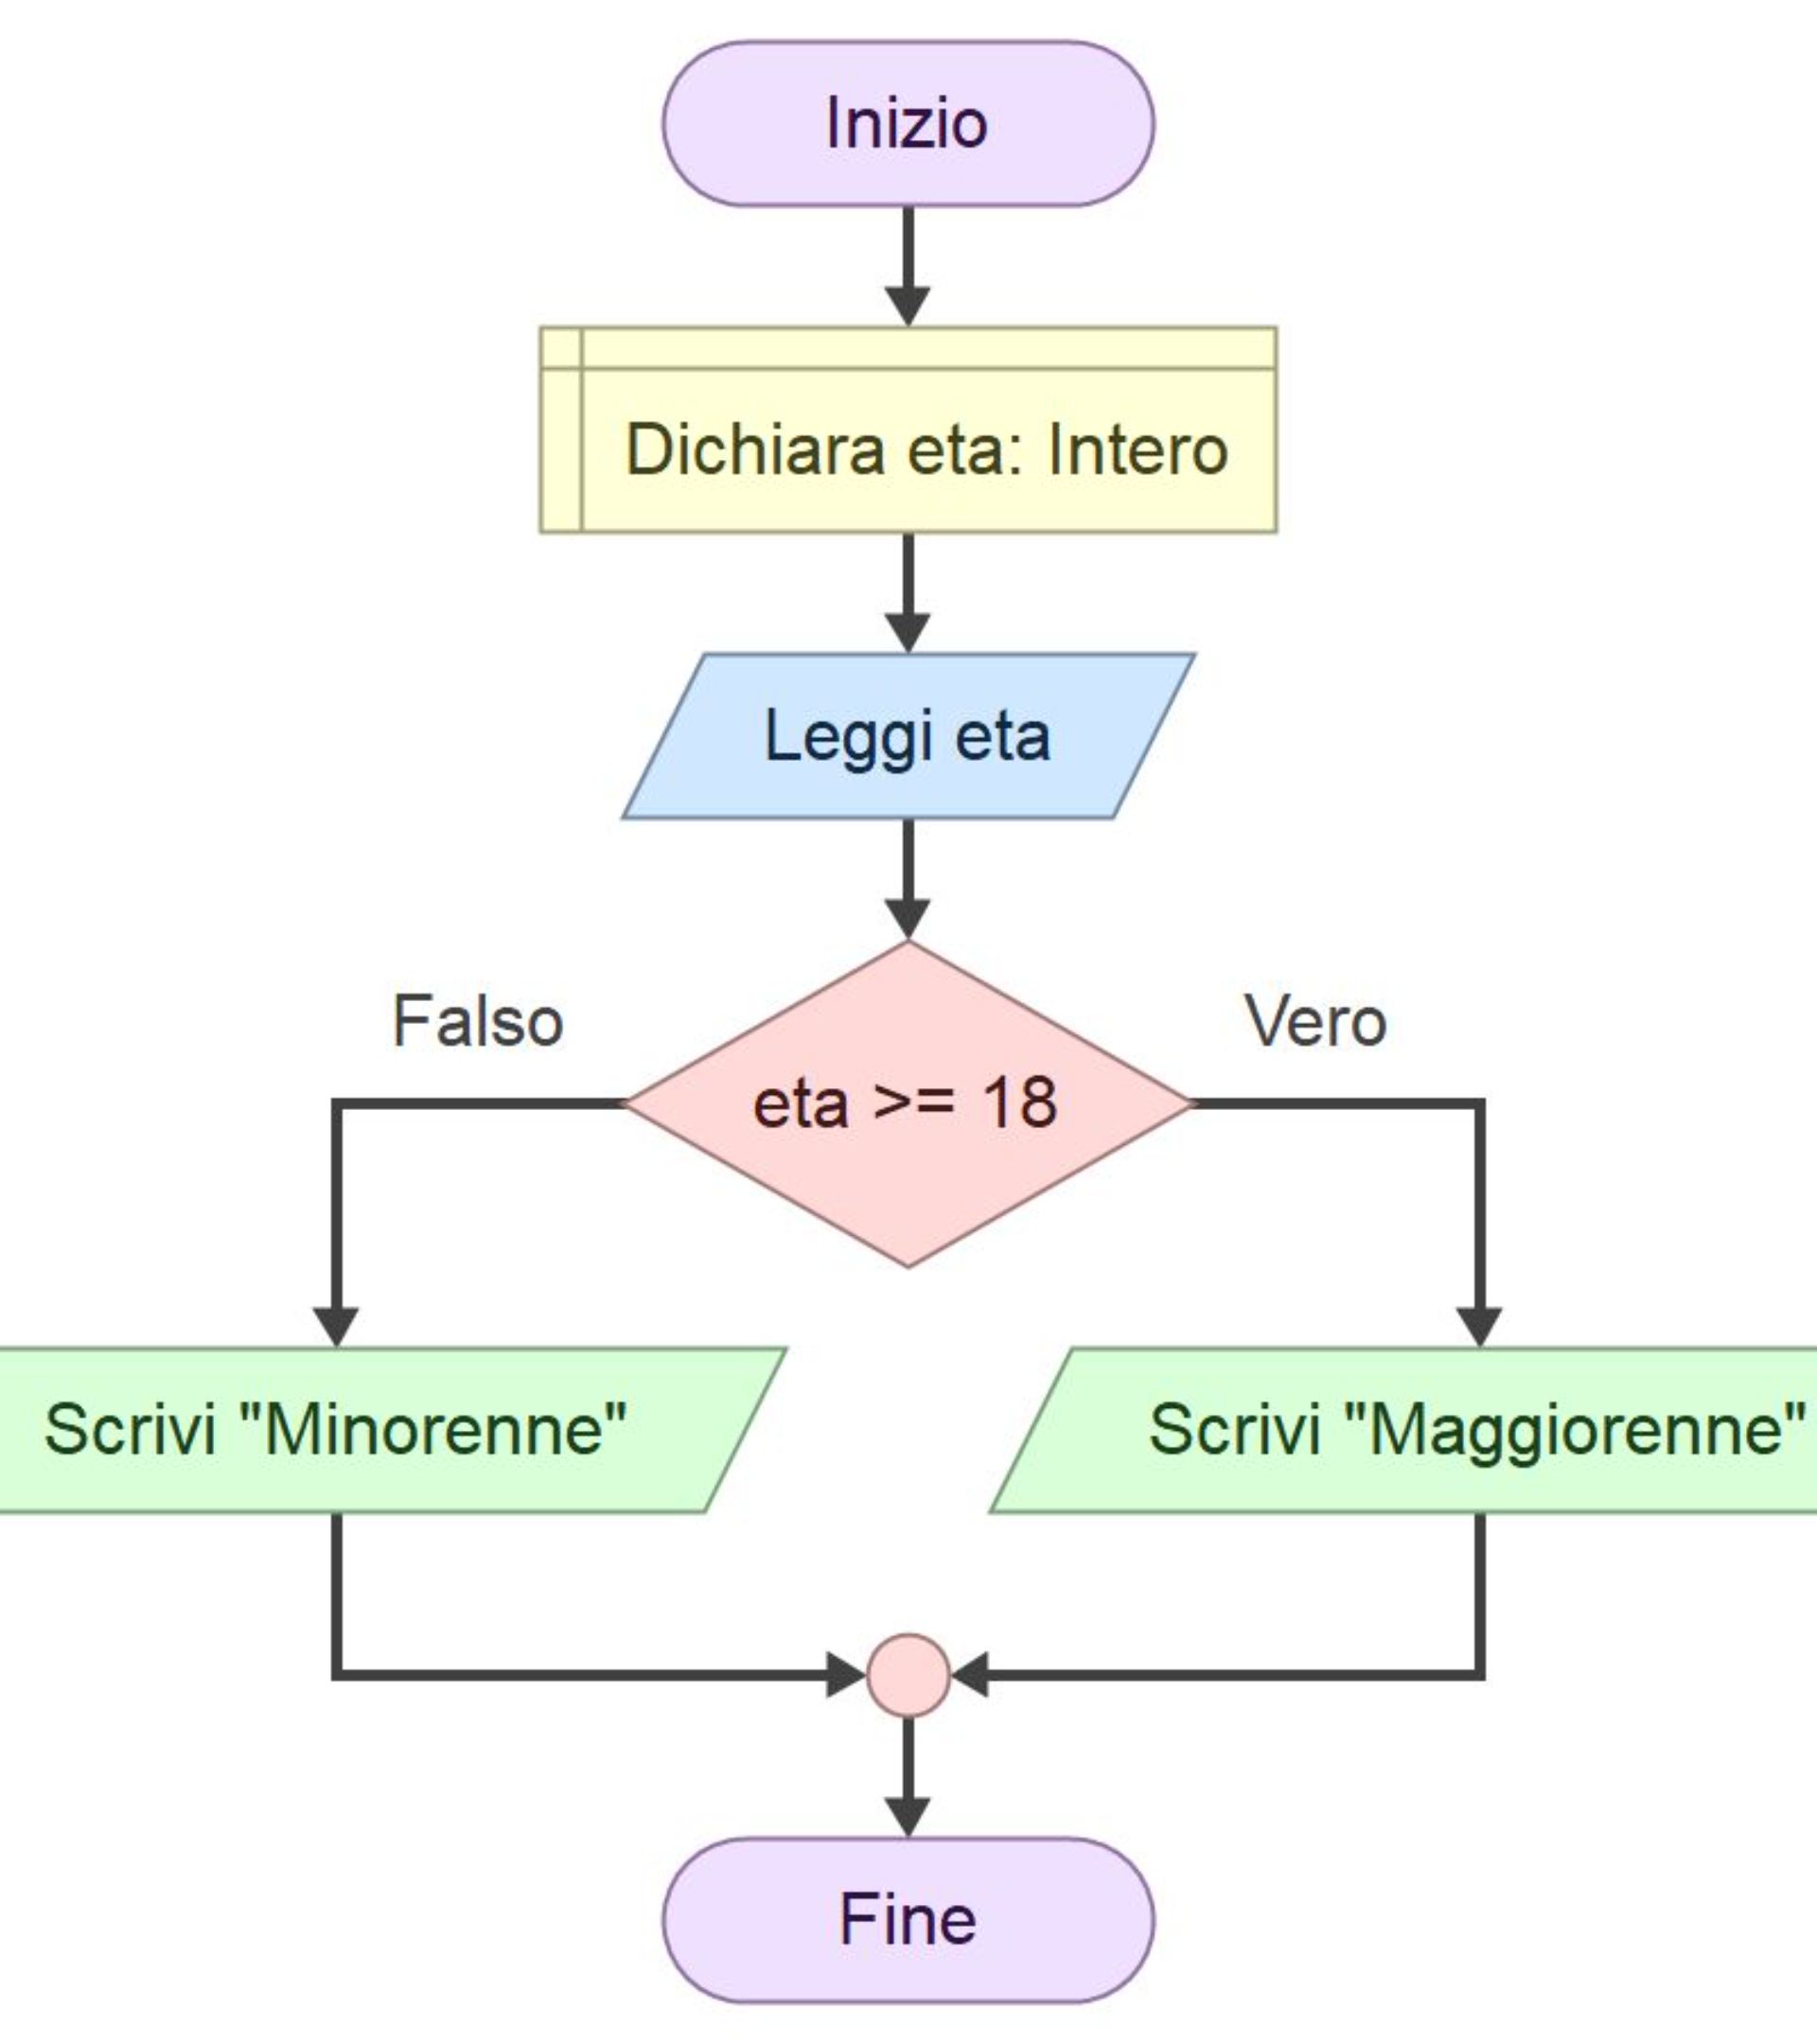 Inizio
Dichiara eta: Intero
Leggi eta
Falso
Vero
eta >= 18
Scrivi "Minorenne"
Scrivi "Maggiorenne"
Fine